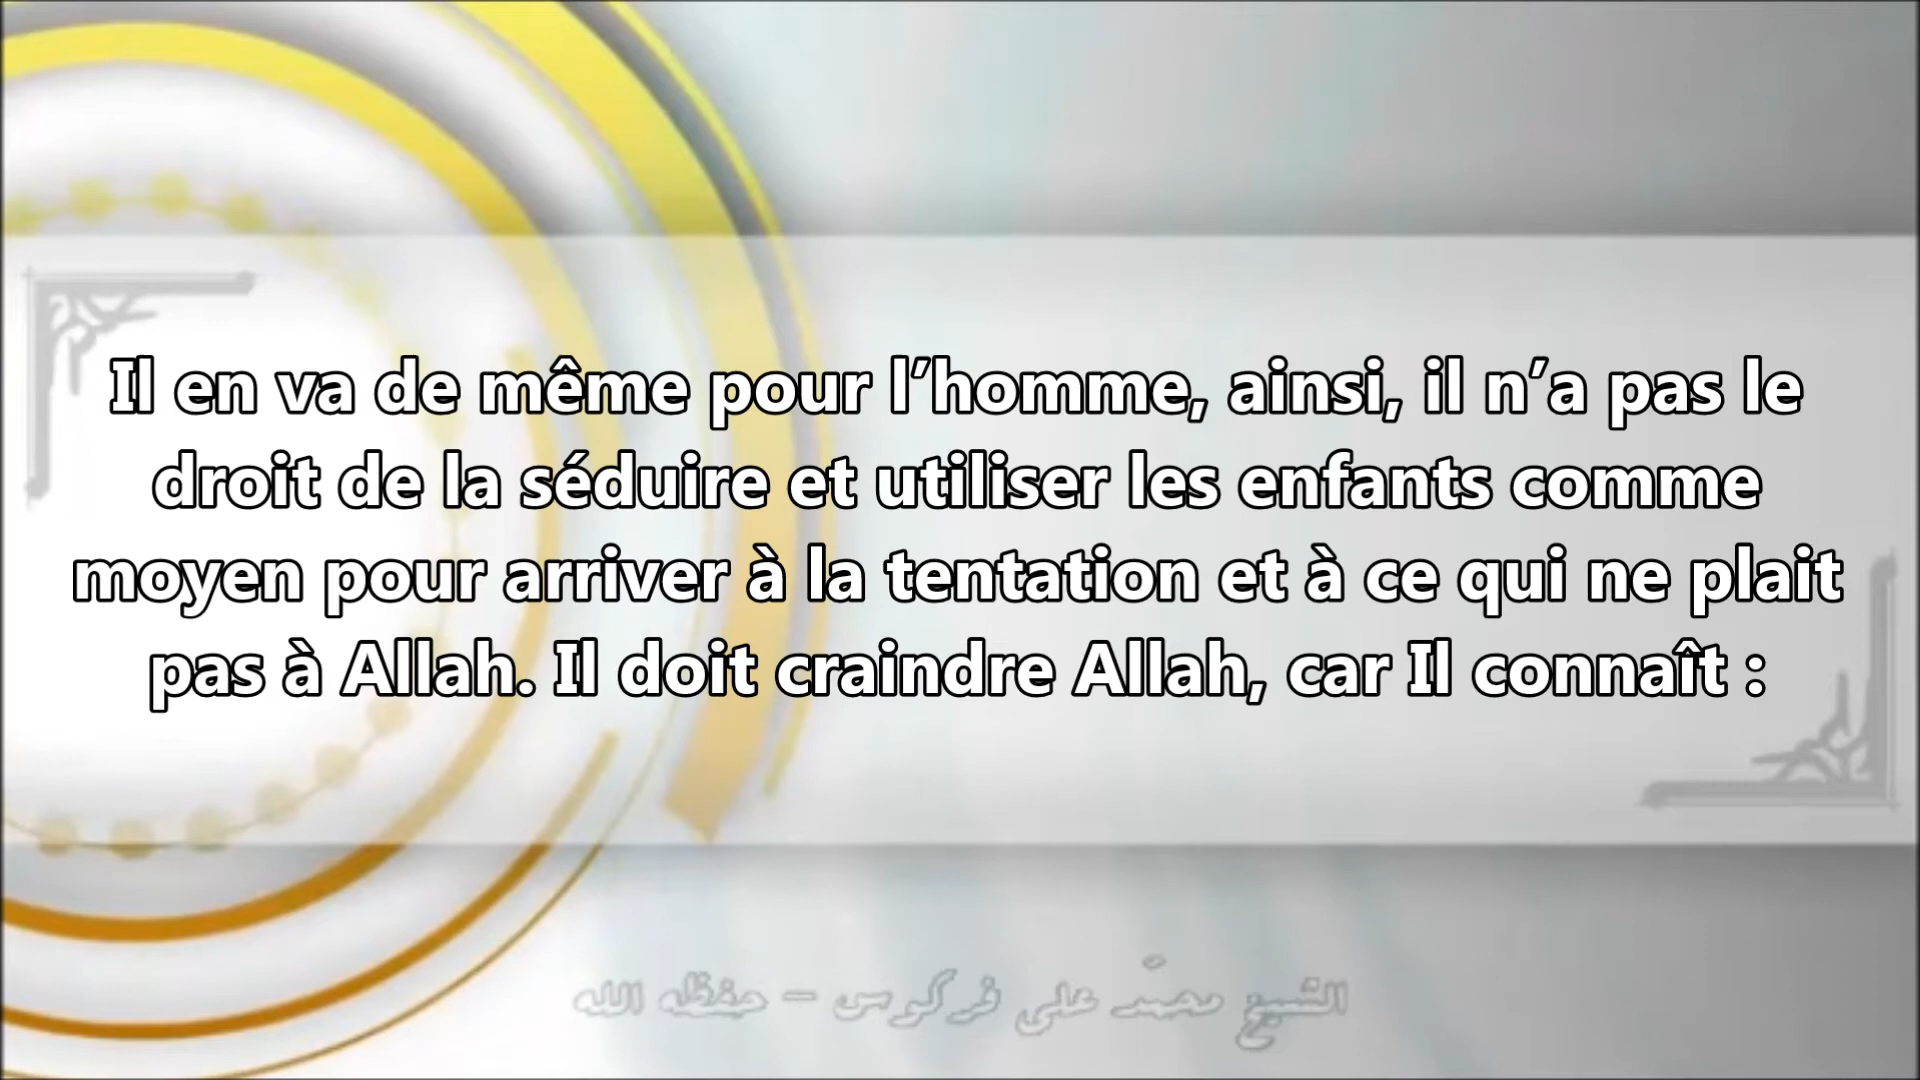 Il en va de même pour l’homme, ainsi, il n’a pas le
droit de la séduire et utiliser les enfants comme
moyen pour arriver à la tentation et à ce qui ne plait
pas à Allah. Il doit craindre Allah, car Il connaît :
الشيخ محمّد علي فركوس – حفظه الله